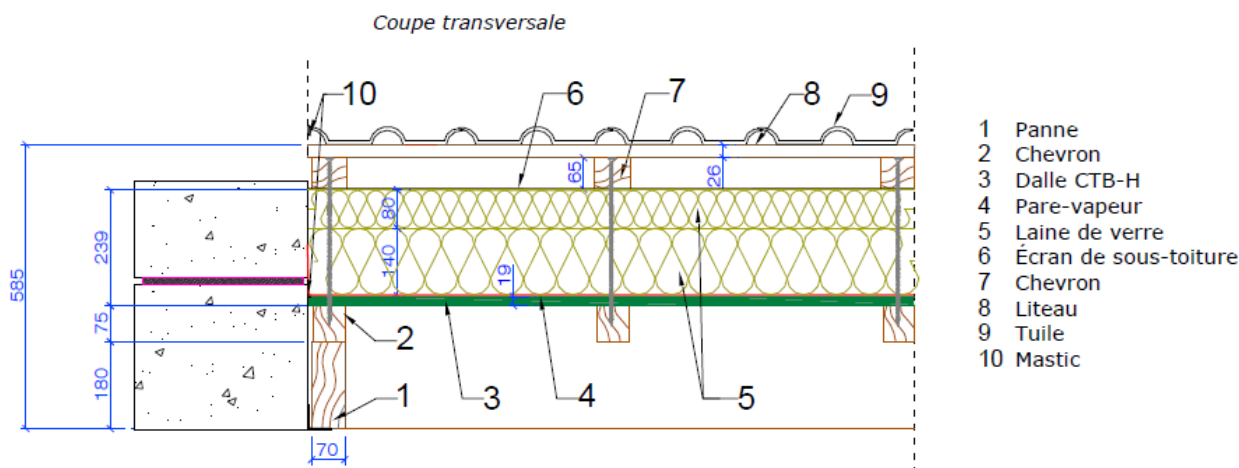 Coupe transversale
10
6
7
8
9
65
26
80
239
140
19
585
75
2
180
1
3
4
5
70
1 Panne
2 Chevron
3 Dalle CTB-H
4 Pare-vapeur
5 Laine de verre
6 Écran de sous-toiture
7 Chevron
8 Liteau
9 Tuile
10 Mastic